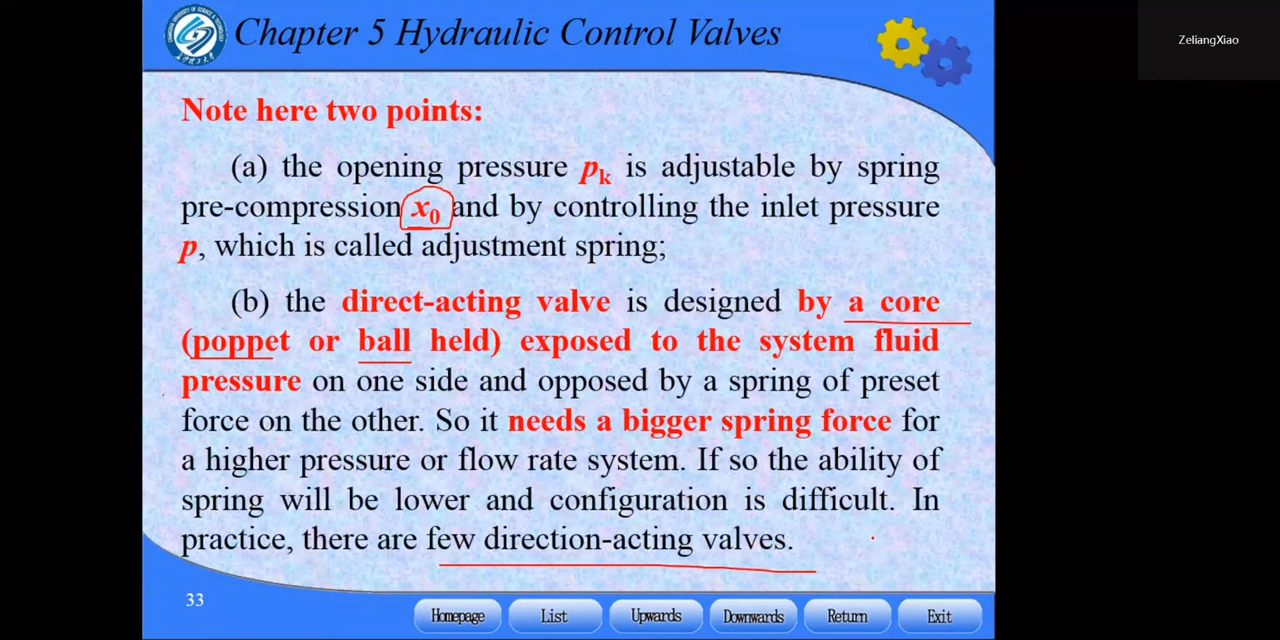 Chapter 5 Hydraulic Control Valves
ZeliangXiao
Note here two points:
(a) the opening pressure pk is adjustable by spring
pre-compression x0 and by controlling the inlet pressure
p, which is called adjustment spring;
(b) the direct-acting valve is designed by a core
(poppet or ball held) exposed to the system fluid
pressure on one side and opposed by a spring of preset
force on the other. So it needs a bigger spring force for
a higher pressure or flow rate system. If so the ability of
spring will be lower and configuration is difficult. In
practice, there are few direction-acting valves.
33
Homepage List Upwards Downwards Return Exit